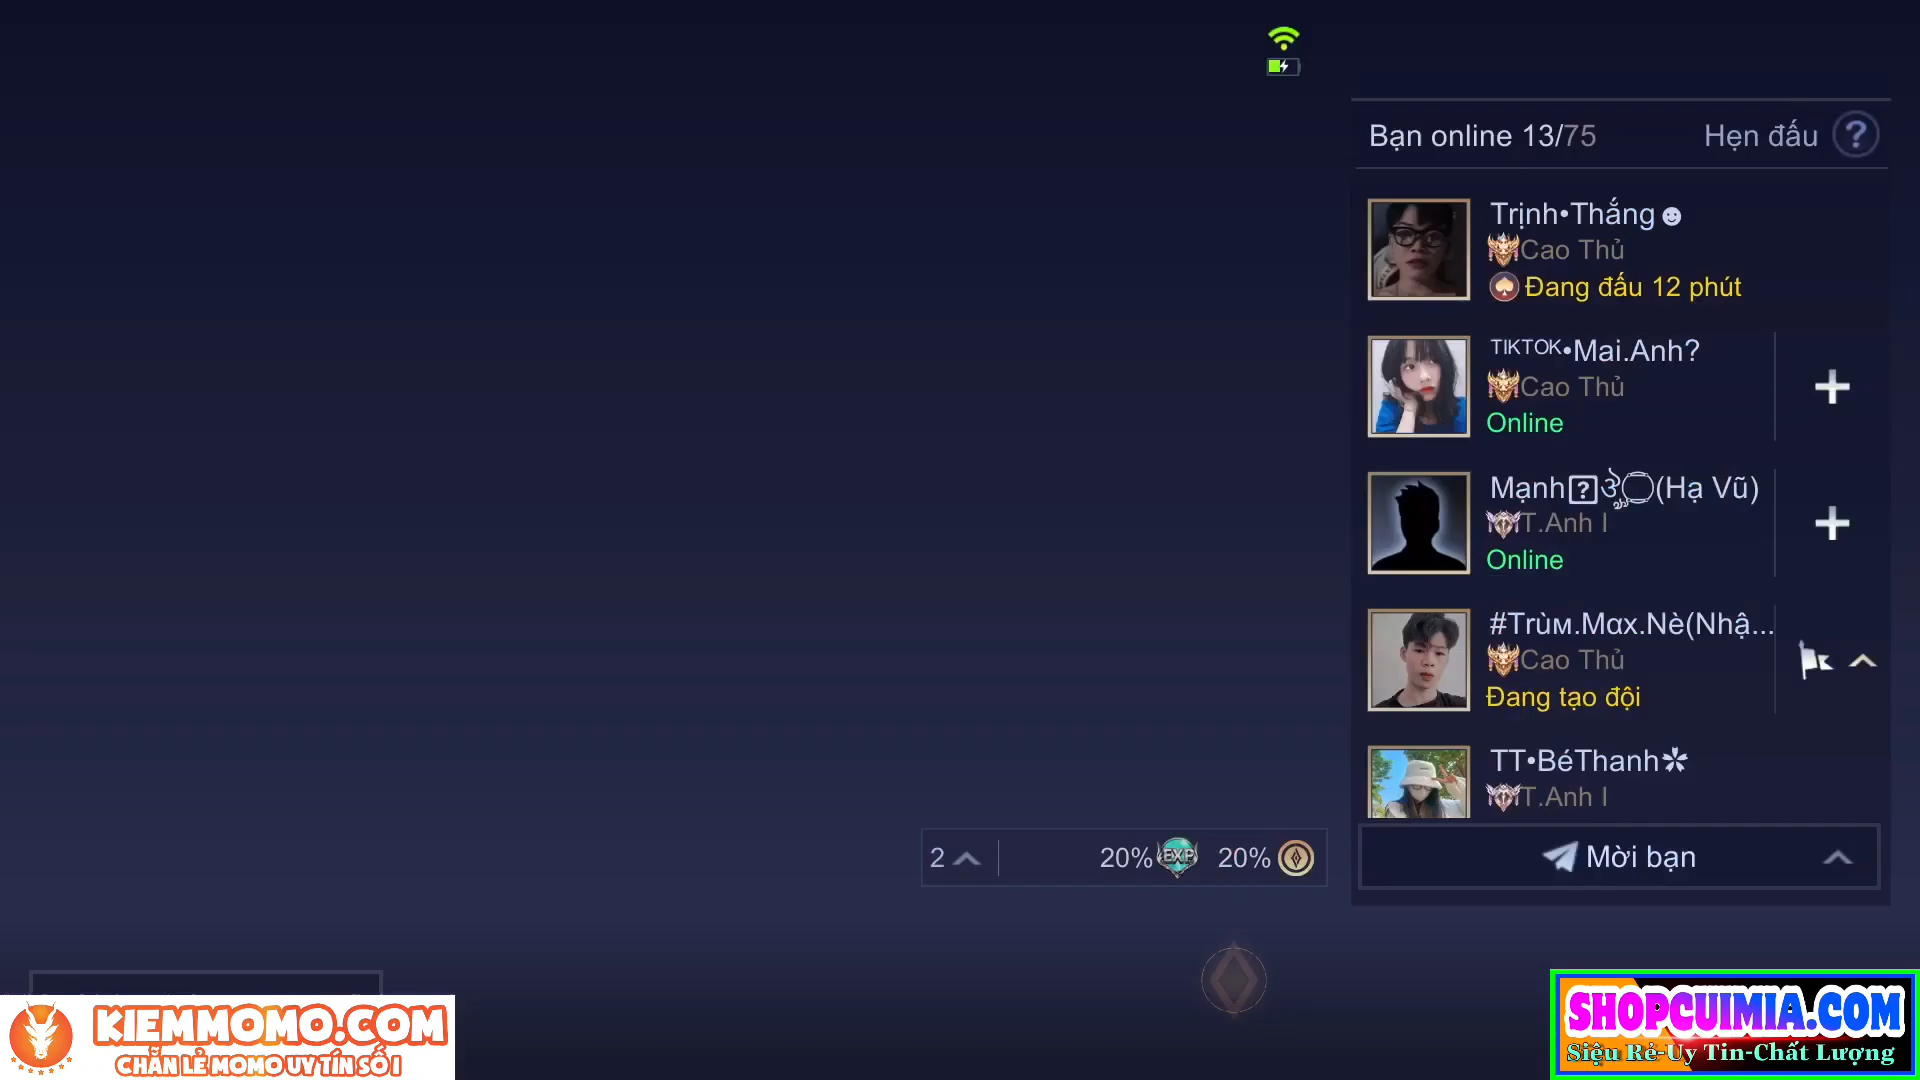 Bạn online 13/75
Hẹn đấu
?
Trịnh•Thắng☻
Cao Thủ
Đang đấu 12 phút
ᵀᴵᴷᵀᴼᴷ•Mai.Anh?
Cao Thủ
Online
(Hạ Vũ)
T.Anh I
Online
#Trùм.Mαx.Nè(Nhậ...
Cao Thủ
Đang tạo đội
TT•BéThanh✲
T.Anh I
2
20%
EXP
20%
Mời bạn
KIEMMOMO.COM
CHẴN LẺ MOMO UY TÍN SỐ 1
SHOPCUIMIA.COM
Siệu Rẻ-Uy Tin-Chất Lượng